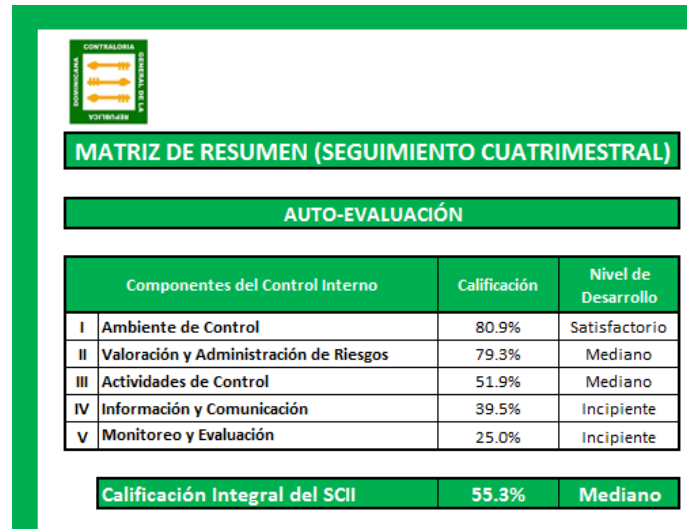 CONTRALORIA
GENERAL DE LA
REPUBLICA
DOMINICANA
MATRIZ DE RESUMEN (SEGUIMIENTO CUATRIMESTRAL)
AUTO-EVALUACIÓN
Componentes del Control Interno Calificación Nivel de
Desarrollo
I Ambiente de Control 80.9% Satisfactorio
II Valoración y Administración de Riesgos 79.3% Mediano
III Actividades de Control 51.9% Mediano
IV Información y Comunicación 39.5% Incipiente
V Monitoreo y Evaluación 25.0% Incipiente
Calificación Integral del SCII 55.3% Mediano